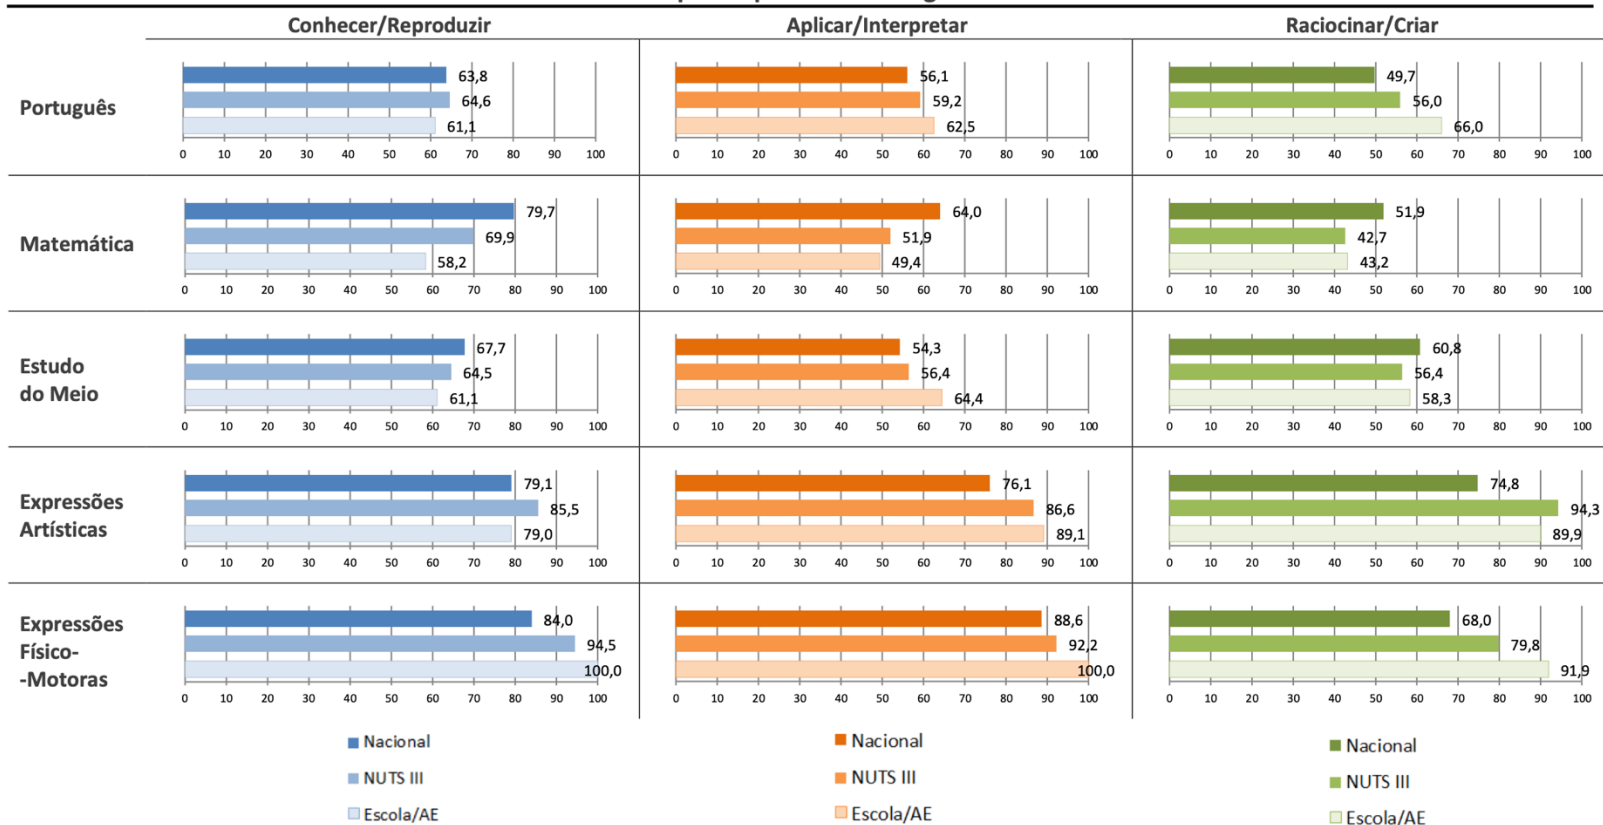 Conhecer/Reproduzir Aplicar/Interpretar Raciocinar/Criar
Português
63,8
64,6
61,1
0 10 20 30 40 50 60 70 80 90 100
56,1
59,2
62,5
0 10 20 30 40 50 60 70 80 90 100
49,7
56,0
66,0
0 10 20 30 40 50 60 70 80 90 100
Matemática
79,7
69,9
58,2
0 10 20 30 40 50 60 70 80 90 100
64,0
51,9
49,4
0 10 20 30 40 50 60 70 80 90 100
51,9
42,7
43,2
0 10 20 30 40 50 60 70 80 90 100
Estudo
do Meio
67,7
64,5
61,1
0 10 20 30 40 50 60 70 80 90 100
54,3
56,4
64,4
0 10 20 30 40 50 60 70 80 90 100
60,8
56,4
58,3
0 10 20 30 40 50 60 70 80 90 100
Expressões
Artísticas
79,1
85,5
79,0
0 10 20 30 40 50 60 70 80 90 100
76,1
86,6
89,1
0 10 20 30 40 50 60 70 80 90 100
74,8
94,3
89,9
0 10 20 30 40 50 60 70 80 90 100
Expressões
Físico-
-Motoras
84,0
94,5
100,0
0 10 20 30 40 50 60 70 80 90 100
88,6
92,2
100,0
0 10 20 30 40 50 60 70 80 90 100
68,0
79,8
91,9
0 10 20 30 40 50 60 70 80 90 100
Nacional
NUTS III
Escola/AE
Nacional
NUTS III
Escola/AE
Nacional
NUTS III
Escola/AE